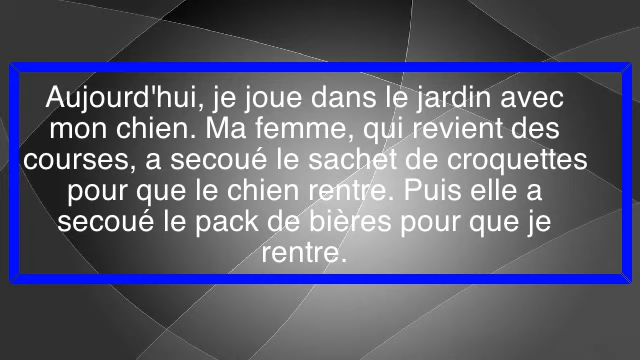 Aujourd'hui, je joue dans le jardin avec
mon chien. Ma femme, qui revient des
courses, a secoué le sachet de croquettes
pour que le chien rentre. Puis elle a
secoué le pack de bières pour que je
rentre.